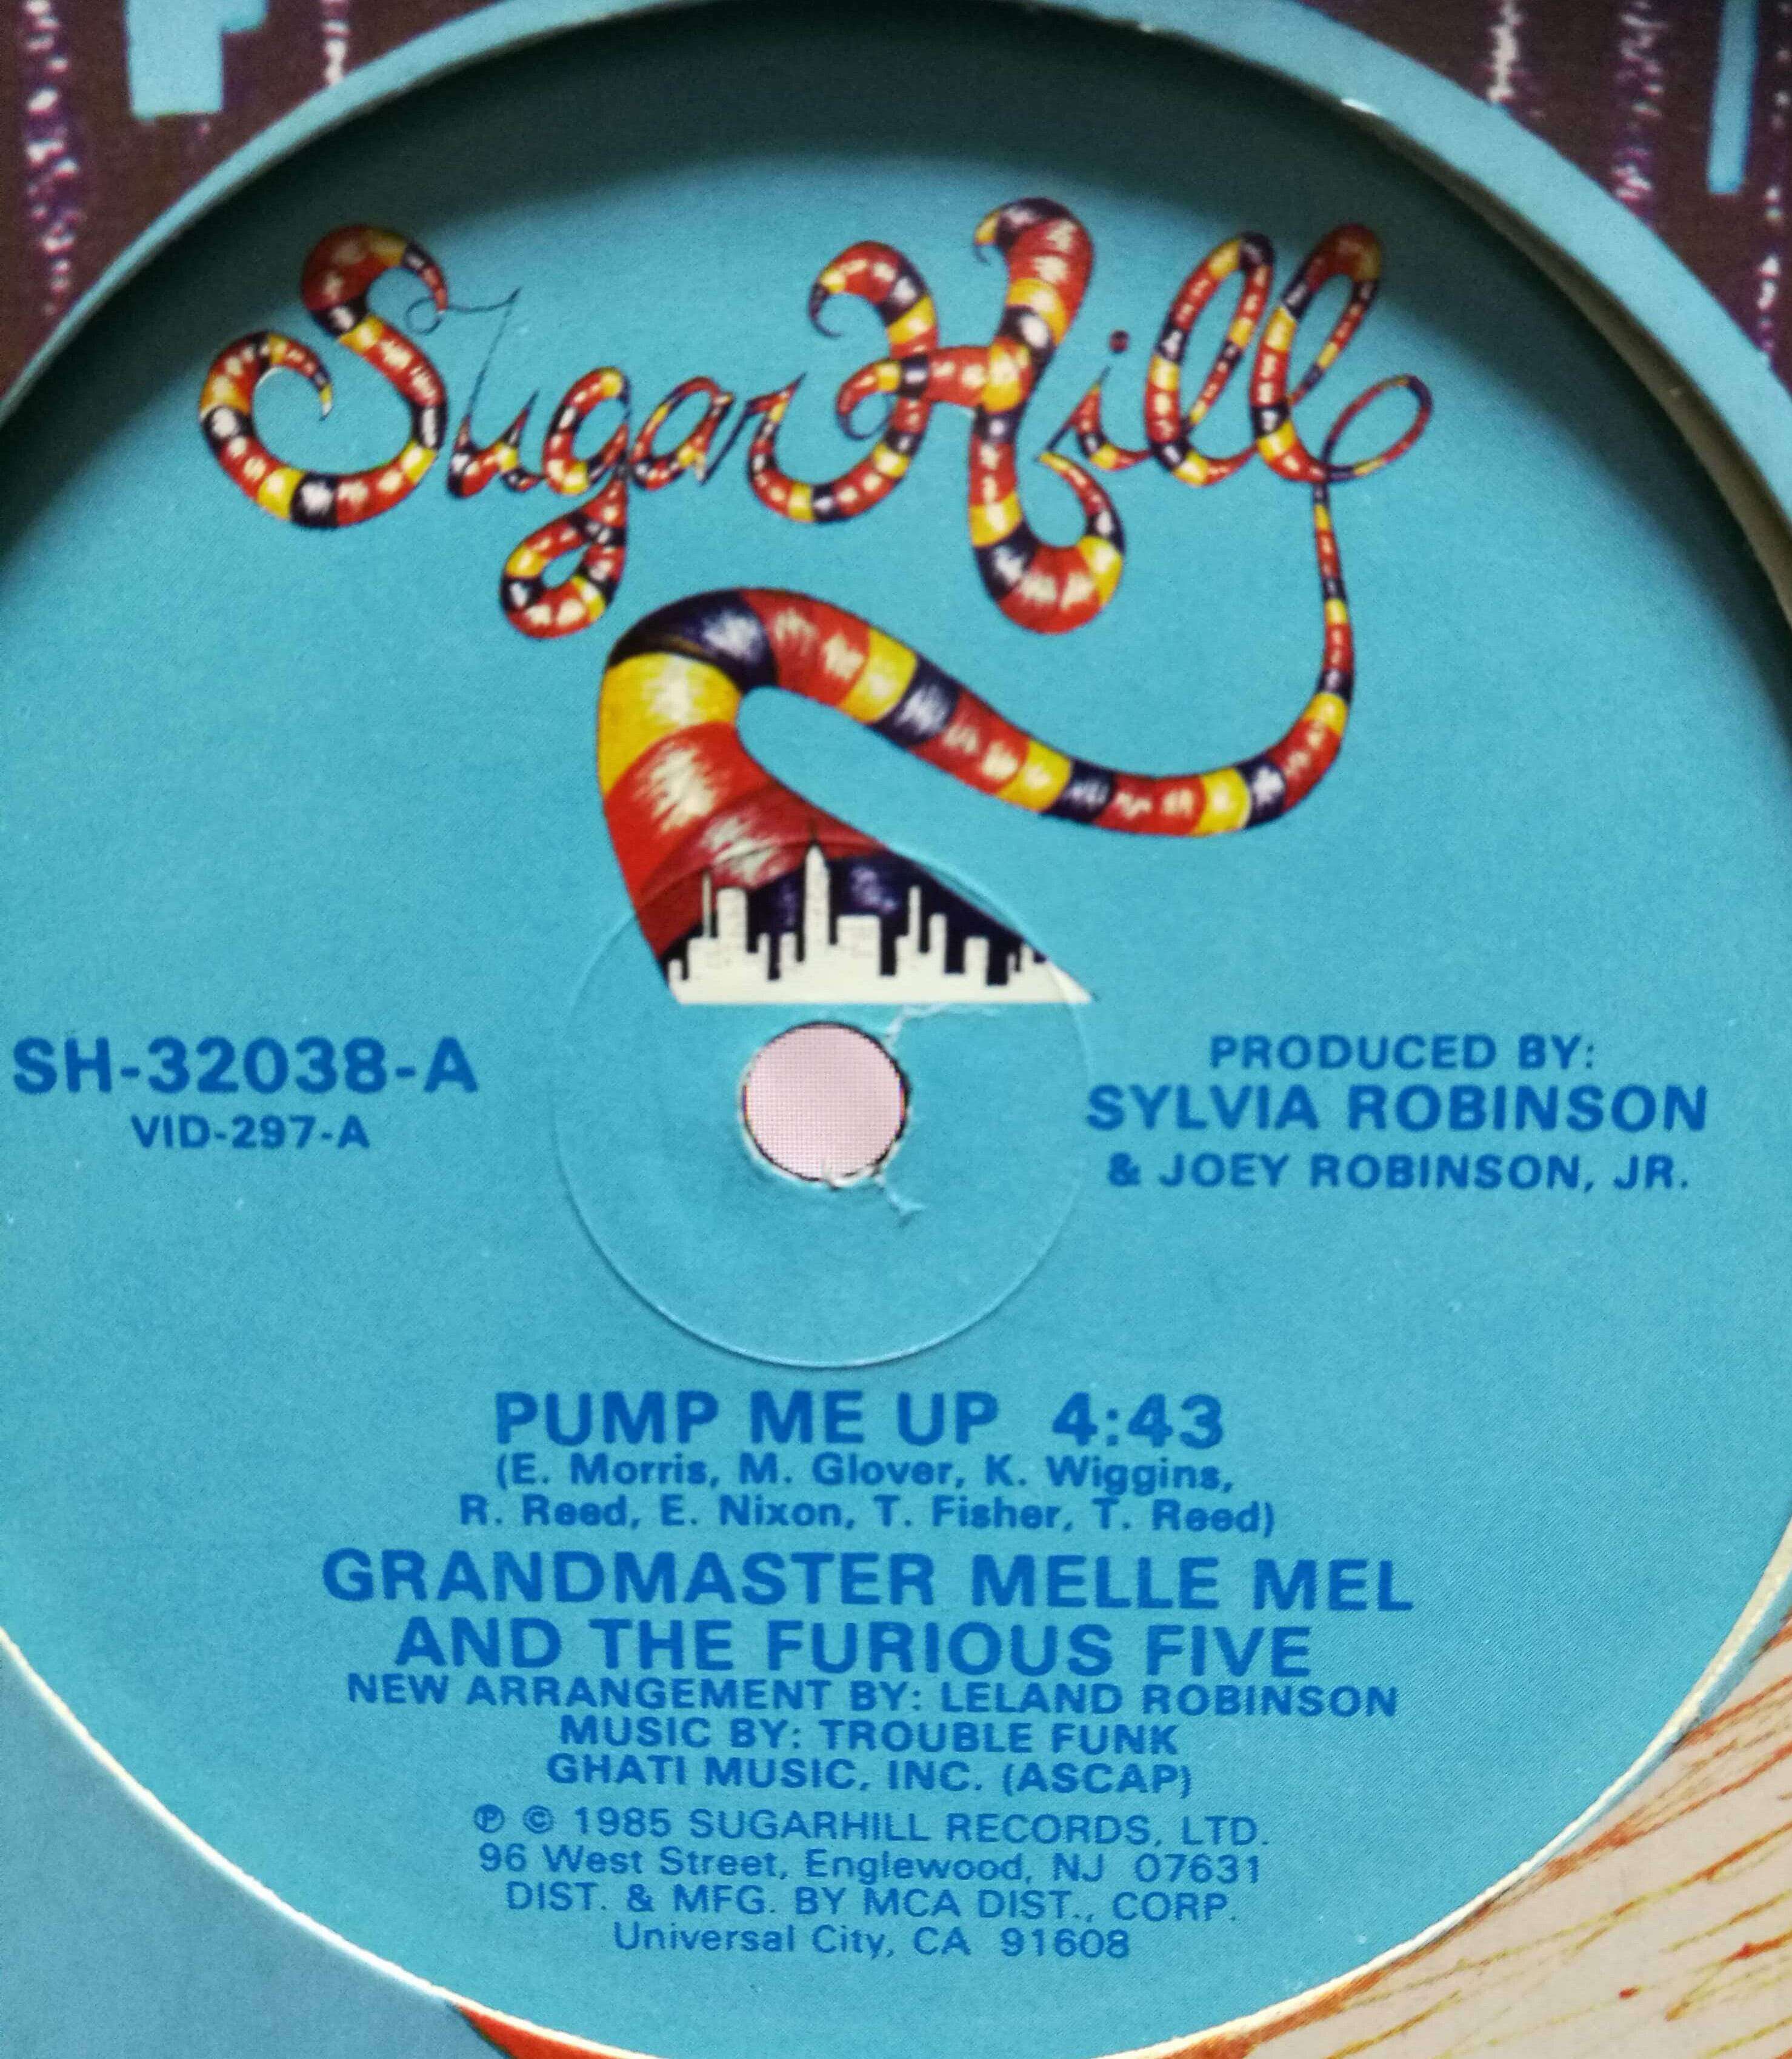 Sugar Hill
SH-32038-A
VID-297-A
PRODUCED BY:
SYLVIA ROBINSON
& JOEY ROBINSON, JR.
PUMP ME UP 4:43
(E. Morris, M. Glover, K. Wiggins,
R. Reed, E. Nixon, T. Fisher, T. Reed)
GRANDMASTER MELLE MEL
AND THE FURIOUS FIVE
NEW ARRANGEMENT BY: LELAND ROBINSON
MUSIC BY: TROUBLE FUNK
GHATI MUSIC, INC. (ASCAP)
℗ © 1985 SUGARHILL RECORDS, LTD.
96 West Street, Englewood, NJ 07631
DIST. & MFG. BY MCA DIST., CORP.
Universal City, CA 91608